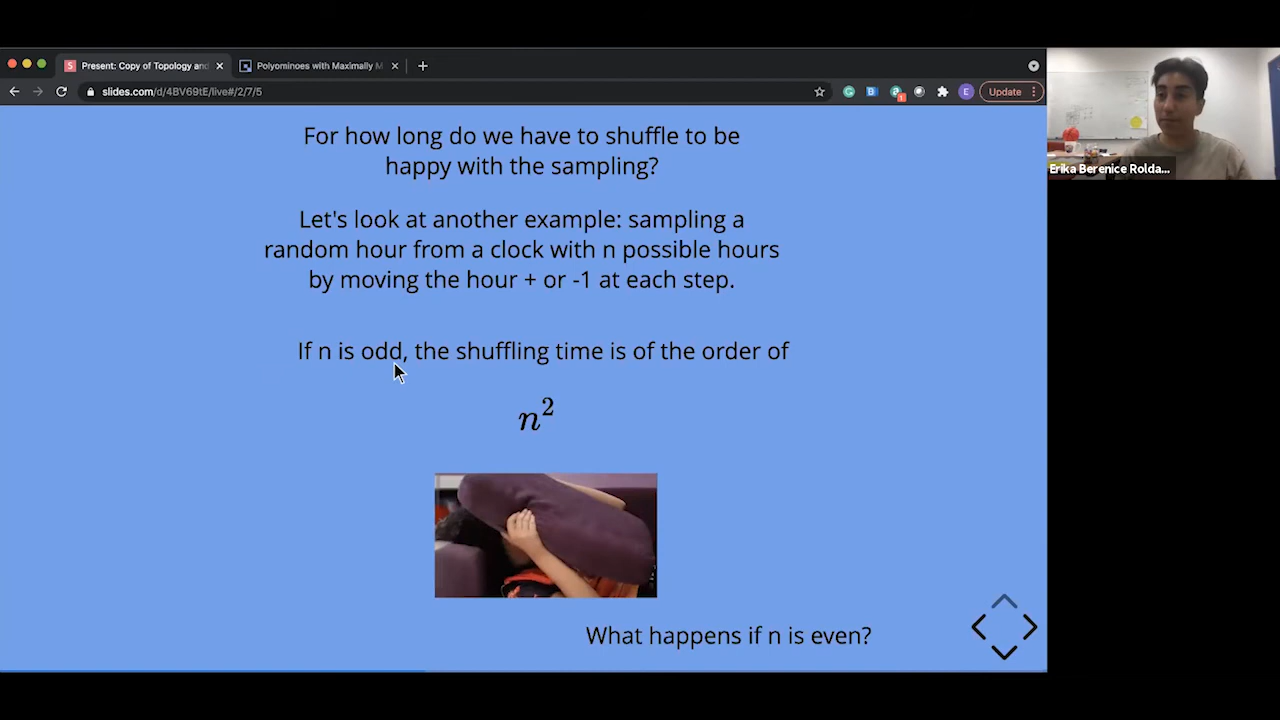 Present: Copy of Topology and
Polyominoes with Maximally M
slides.com/d/4BV69tE/live#/2/7/5
Update
For how long do we have to shuffle to be
happy with the sampling?
Let's look at another example: sampling a
random hour from a clock with n possible hours
by moving the hour + or -1 at each step.
If n is odd, the shuffling time is of the order of
n²
What happens if n is even?
Erika Berenice Rolda...